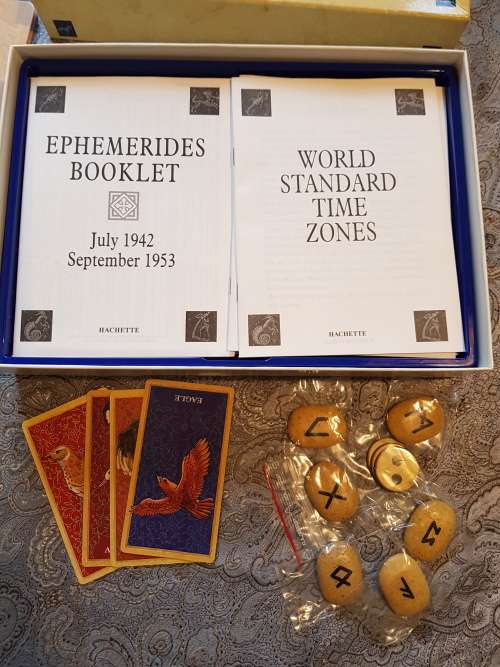 EPHEMERIDES
BOOKLET
July 1942
September 1953
HACHETTE
WORLD
STANDARD
TIME
ZONES
HACHETTE
EAGLE